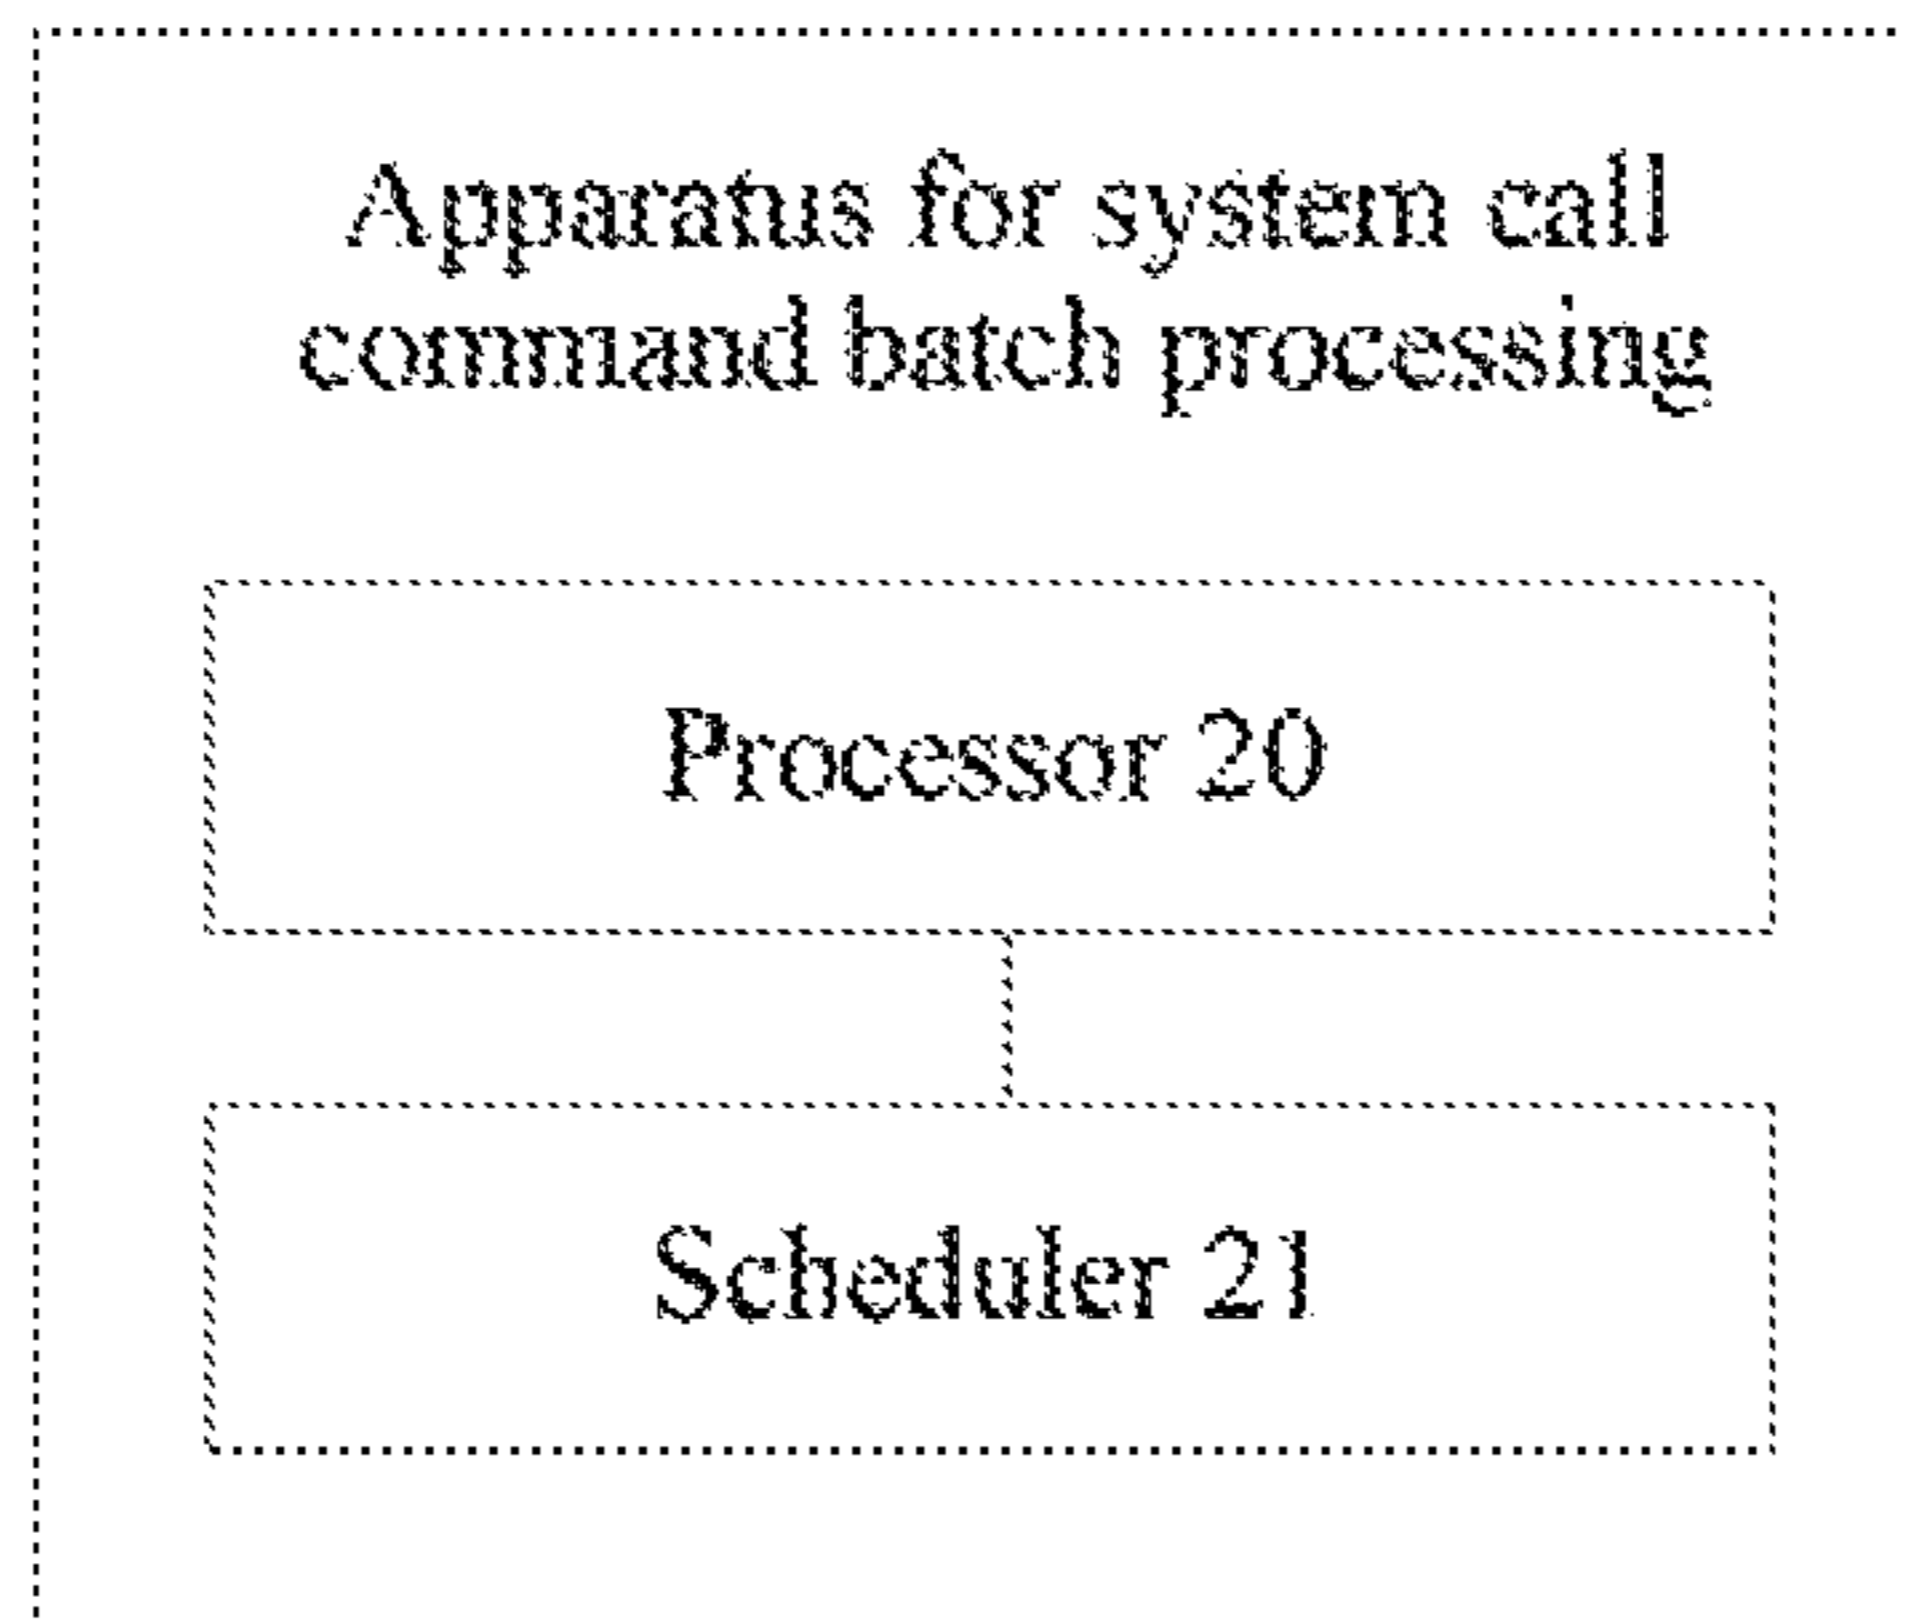 Apparatus for system call
command batch processing
Processor 20
Scheduler 21